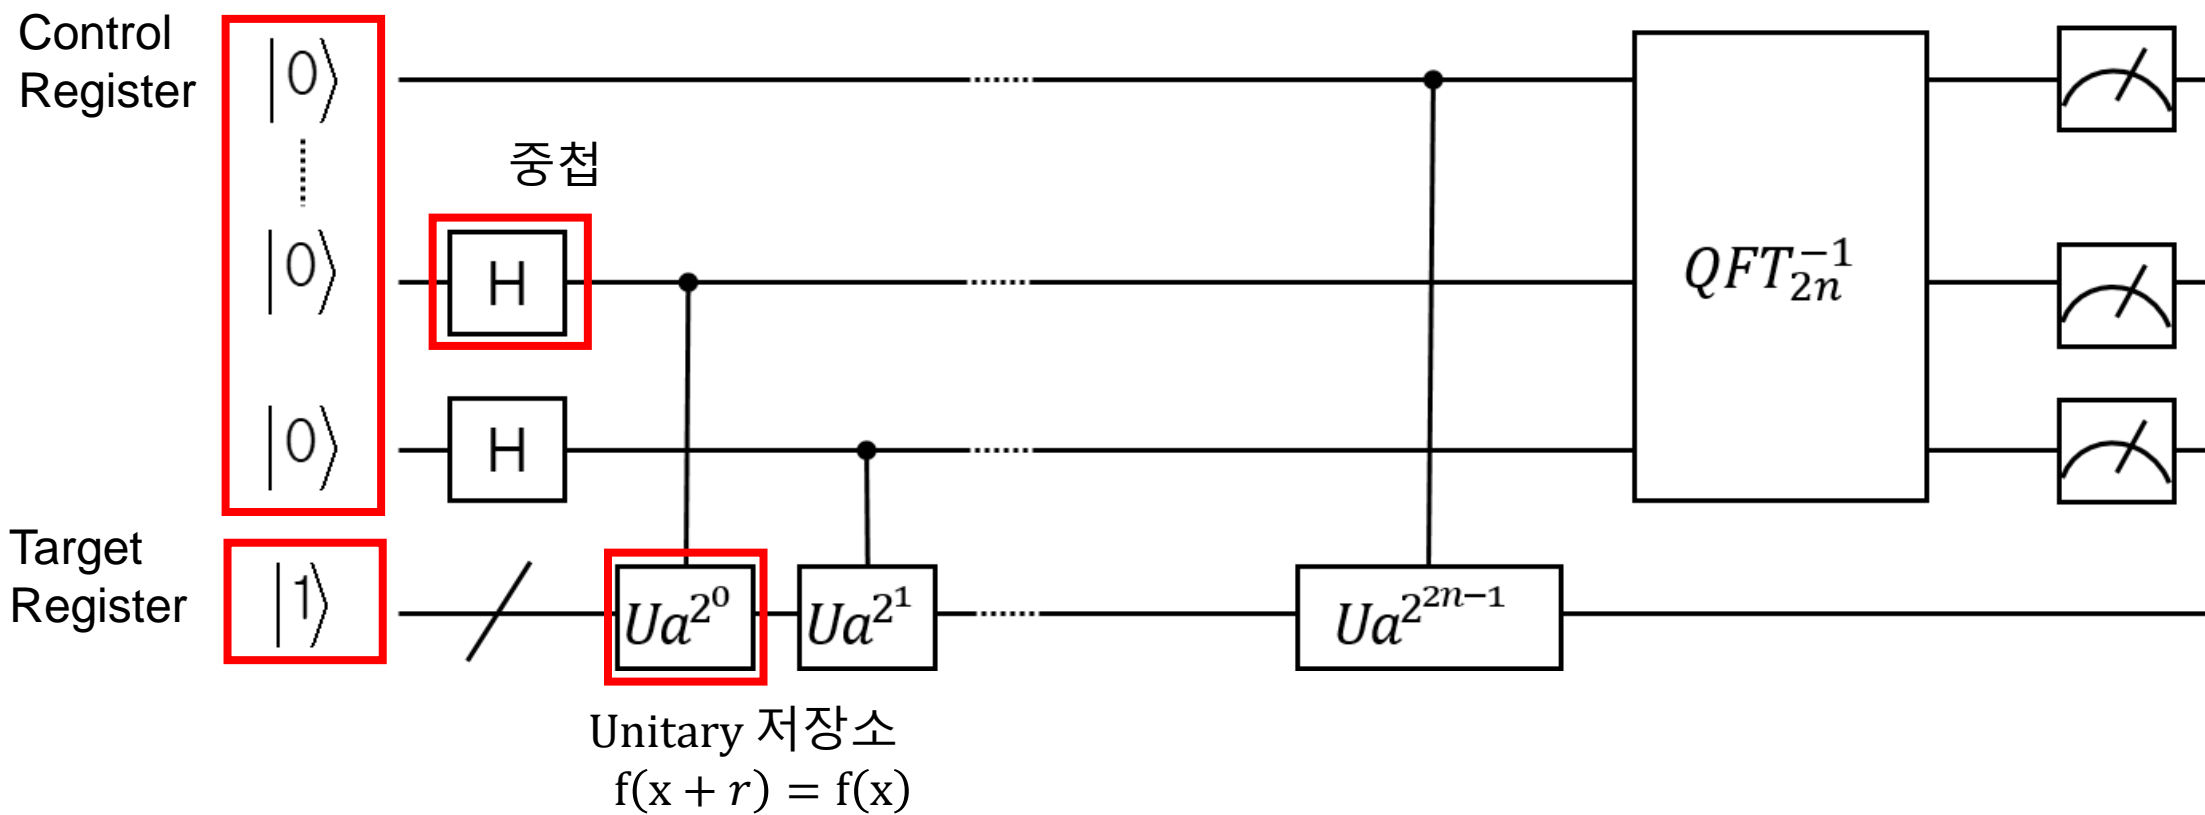 Control
Register
|0⟩
중첩
|0⟩
H
QFT_{2n}^{-1}
|0⟩
H
Target
Register
|1⟩
Ua^{2^0}
Ua^{2^1}
Ua^{2^{2n-1}}
Unitary 저장소
f(x + r) = f(x)